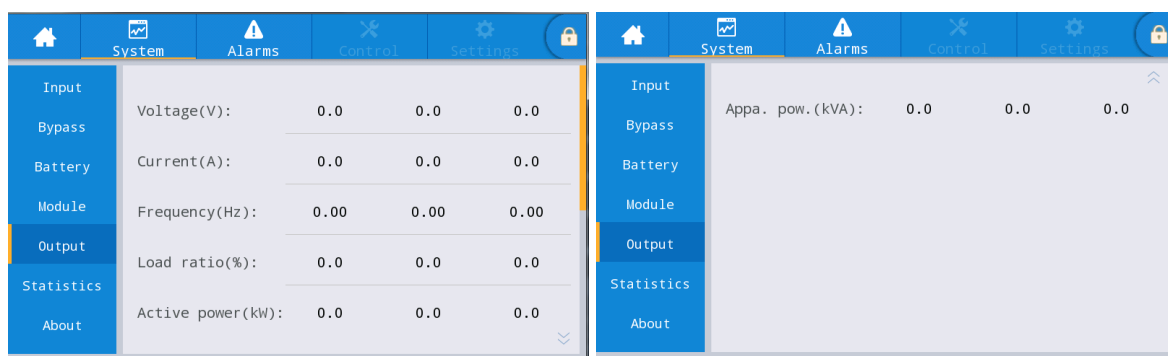 System Alarms Control Settings
Input
Bypass
Battery
Module
Output
Statistics
About
Voltage(V): 0.0 0.0 0.0
Current(A): 0.0 0.0 0.0
Frequency(Hz): 0.00 0.00 0.00
Load ratio(%): 0.0 0.0 0.0
Active power(kW): 0.0 0.0 0.0
System Alarms Control Settings
Input
Bypass
Battery
Module
Output
Statistics
About
Appa. pow.(kVA): 0.0 0.0 0.0